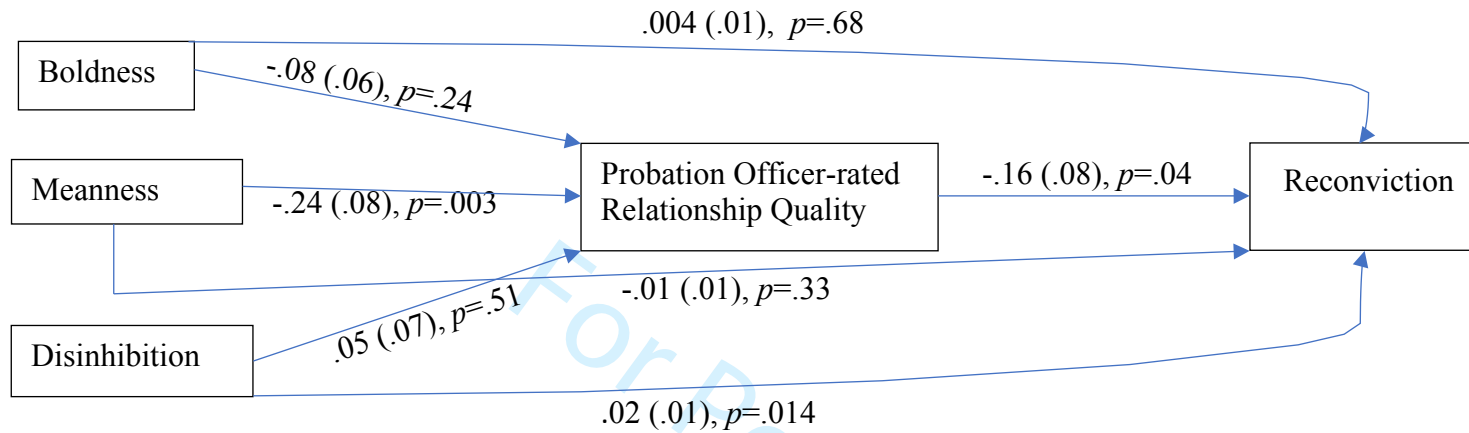 .004 (.01), p=.68
Boldness
-.08 (.06), p=.24
Meanness
-.24 (.08), p=.003
Probation Officer-rated
Relationship Quality
-.16 (.08), p=.04
Reconviction
-.01 (.01), p=.33
.05 (.07), p=.51
Disinhibition
.02 (.01), p=.014
For